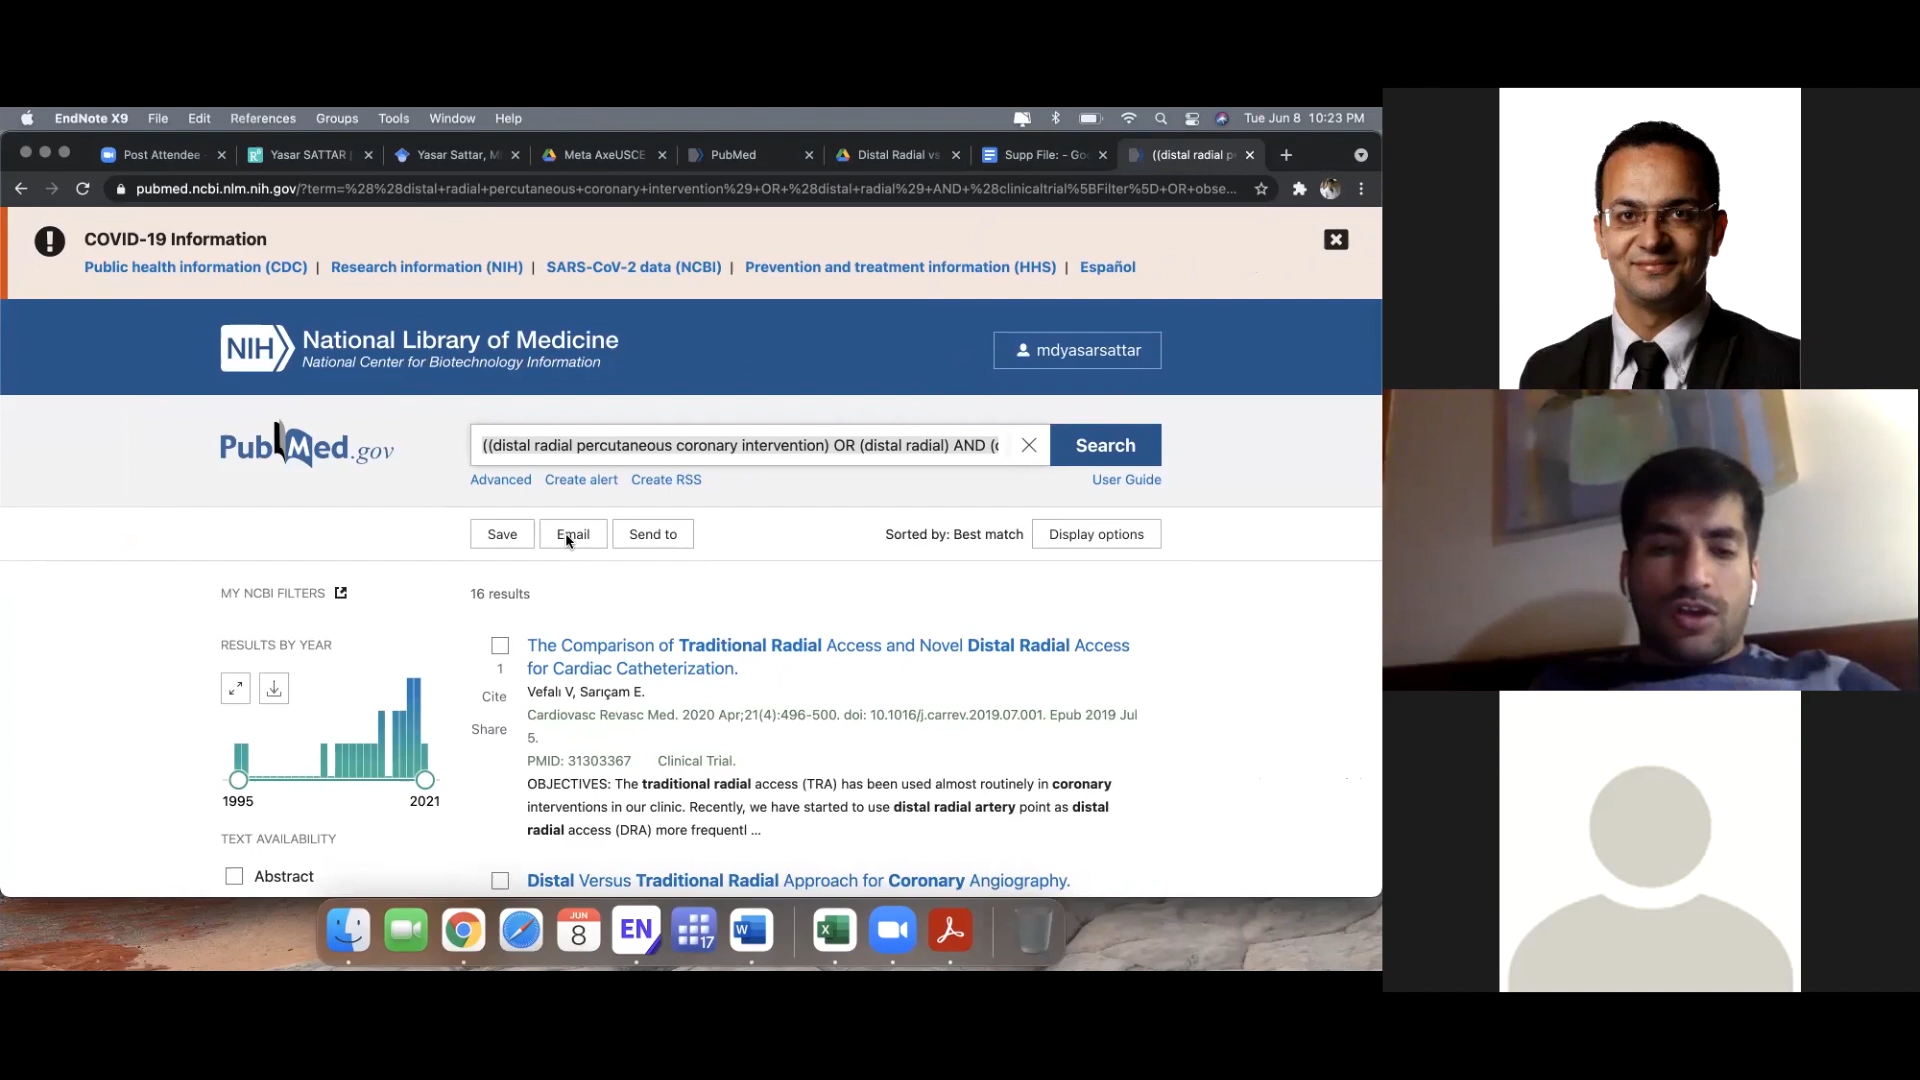 EndNote X9 File Edit References Groups Tools Window Help Tue Jun 8 10:23 PM
Post Attendee Yasar SATTAR Yasar Sattar, M Meta AxeUSCE PubMed Distal Radial vs Supp File: - Go ((distal radial p
pubmed.ncbi.nlm.nih.gov/?term=%28%28distal+radial+percutaneous+coronary+intervention%29+OR+%28distal+radial%29+AND+%28clinicaltrial%5BFilter%5D+OR+obse...
COVID-19 Information
Public health information (CDC) | Research information (NIH) | SARS-CoV-2 data (NCBI) | Prevention and treatment information (HHS) | Español
NIH National Library of Medicine
National Center for Biotechnology Information
mdyasarsattar
PubMed.gov
((distal radial percutaneous coronary intervention) OR (distal radial) AND (c
Search
Advanced Create alert Create RSS User Guide
Save Email Send to Sorted by: Best match Display options
MY NCBI FILTERS
16 results
RESULTS BY YEAR
1995 2021
TEXT AVAILABILITY
Abstract
The Comparison of Traditional Radial Access and Novel Distal Radial Access
for Cardiac Catheterization.
1
Cite
Share
Vefalı V, Sarıçam E.
Cardiovasc Revasc Med. 2020 Apr;21(4):496-500. doi: 10.1016/j.carrev.2019.07.001. Epub 2019 Jul
5.
PMID: 31303367 Clinical Trial.
OBJECTIVES: The traditional radial access (TRA) has been used almost routinely in coronary
interventions in our clinic. Recently, we have started to use distal radial artery point as distal
radial access (DRA) more frequentl ...
Distal Versus Traditional Radial Approach for Coronary Angiography.
JUN
8
EN
17
W
X